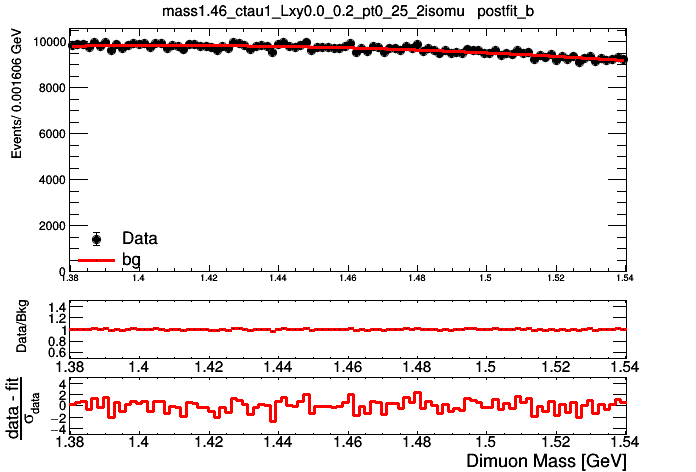 mass1.46_ctau1_Lxy0.0_0.2_pt0_25_2isomu postfit_b
Events/ 0.001606 GeV
10000
8000
6000
4000
2000
0
Data
bg
1.38 1.4 1.42 1.44 1.46 1.48 1.5 1.52 1.54
Data/Bkg
1.4
1.2
1
0.8
0.6
1.38 1.4 1.42 1.44 1.46 1.48 1.5 1.52 1.54
data - fit
σdata
4
2
0
−2
−4
1.38 1.4 1.42 1.44 1.46 1.48 1.5 1.52 1.54
Dimuon Mass [GeV]